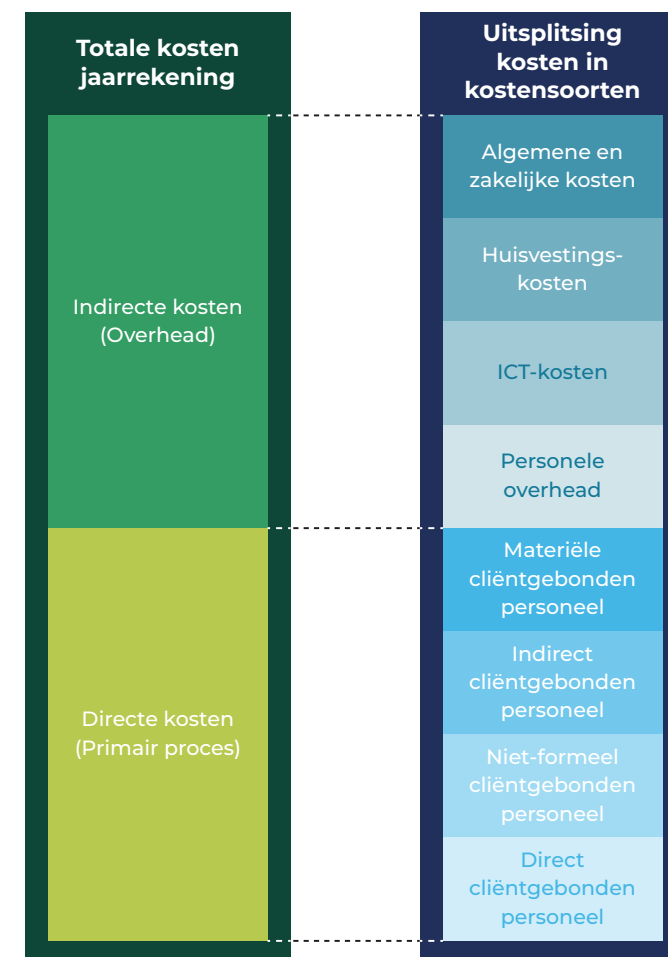 Totale kosten
jaarrekening
Indirecte kosten
(Overhead)
Directe kosten
(Primair proces)
Uitsplitsing
kosten in
kostensoorten
Algemene en
zakelijke kosten
Huisvestings-
kosten
ICT-kosten
Personele
overhead
Materiële
cliëntgebonden
personeel
Indirect
cliëntgebonden
personeel
Niet-formeel
cliëntgebonden
personeel
Direct
cliëntgebonden
personeel